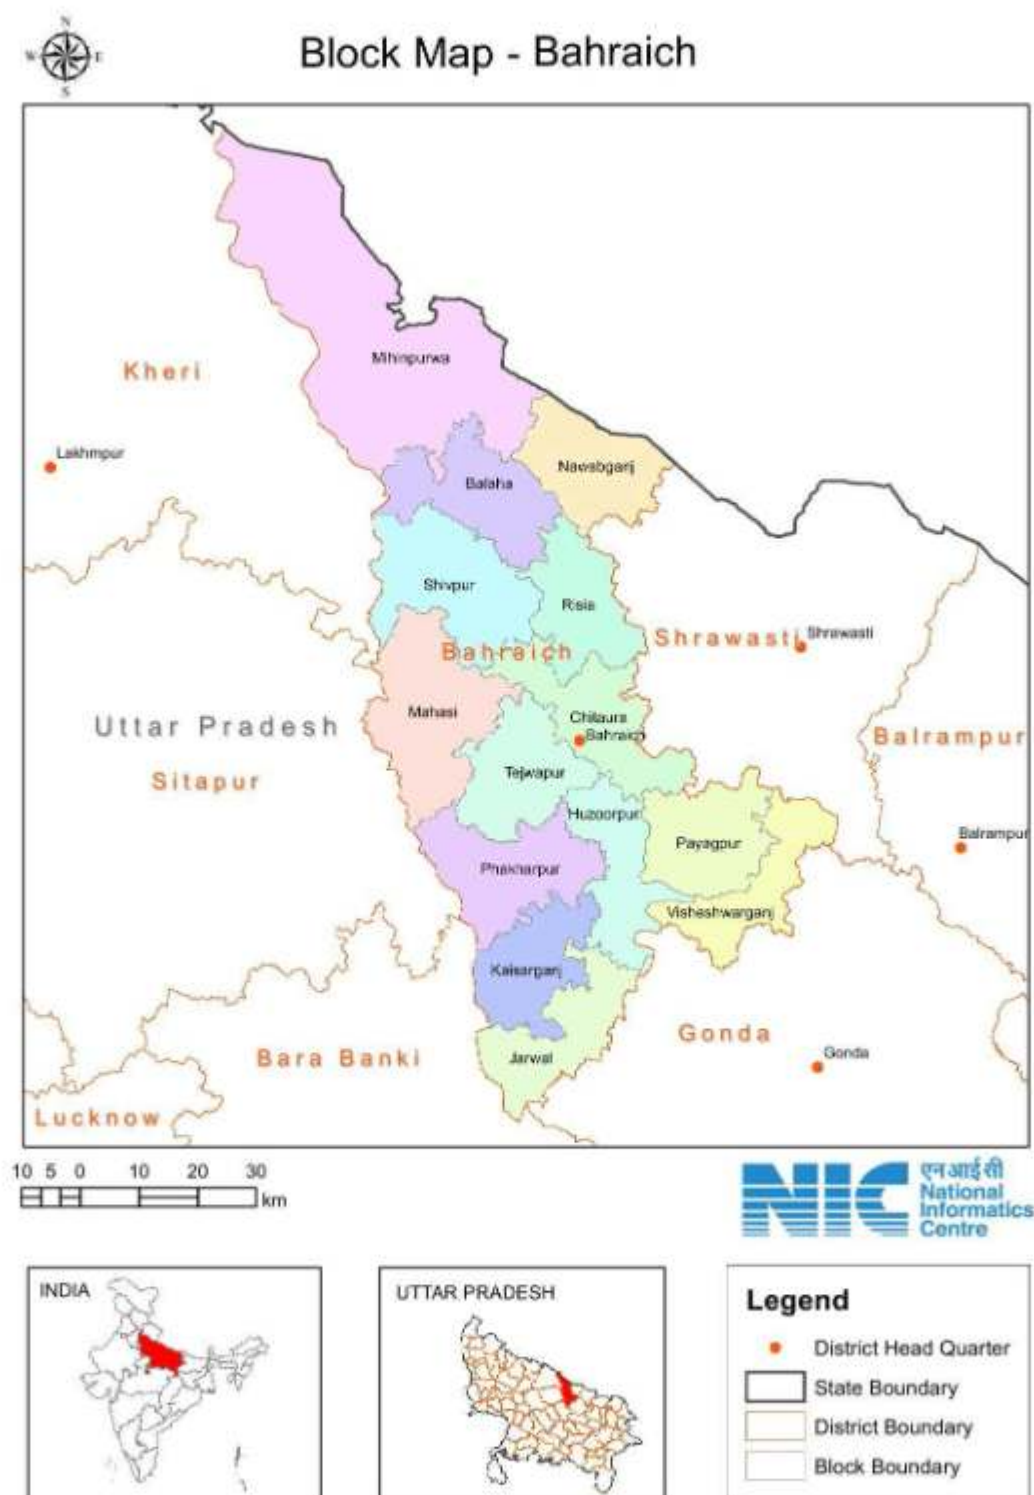 N
W E
S
Block Map - Bahraich
Mihinpurwa
Kheri
Lakhmpur
Nawabganj
Balaha
Shivpur
Risia
Shrawasti
Shrawasti
Bahraich
Mahasi
Chitaura
Bahraich
Uttar Pradesh
Balrampur
Sitapur
Tejwapur
Huzoorpur
Balrampur
Payagpur
Phakharpur
Visheshwarganj
Kaisarganj
Gonda
Gonda
Bara Banki
Jarwal
Lucknow
10 5 0 10 20 30
km
NIC
एन आई सी
National
Informatics
Centre
INDIA
UTTAR PRADESH
Legend
District Head Quarter
State Boundary
District Boundary
Block Boundary